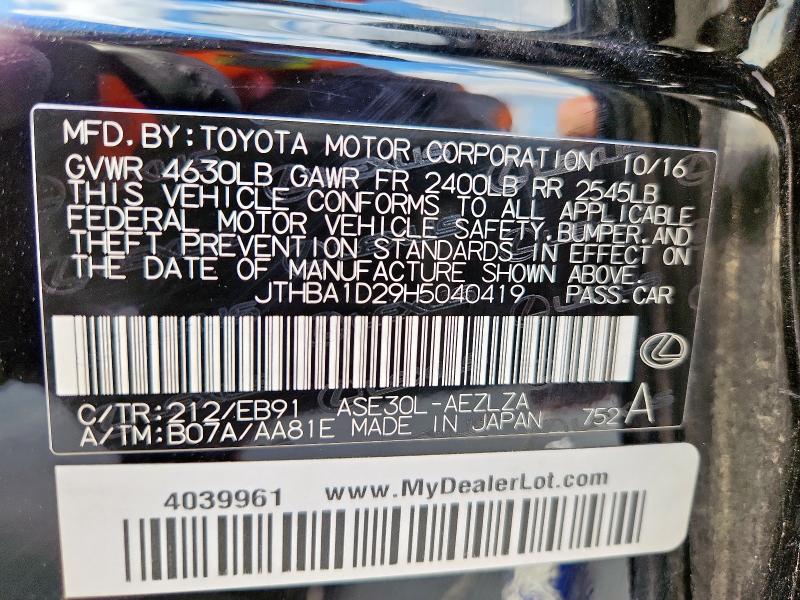 MFD.BY:TOYOTA MOTOR CORPORATION 10/16
GVWR 4630LB GAWR FR 2400LB RR 2545LB
THIS VEHICLE CONFORMS TO ALL APPLICABLE
FEDERAL MOTOR VEHICLE SAFETY,BUMPER,AND
THEFT PREVENTION STANDARDS IN EFFECT ON
THE DATE OF MANUFACTURE SHOWN ABOVE.
JTHBA1D29H5040419 PASS.CAR
C/TR:212/EB91 ASE30L-AEZLZA
A/TM:B07A/AA81E MADE IN JAPAN 752 A
4039961 www.MyDealerLot.com